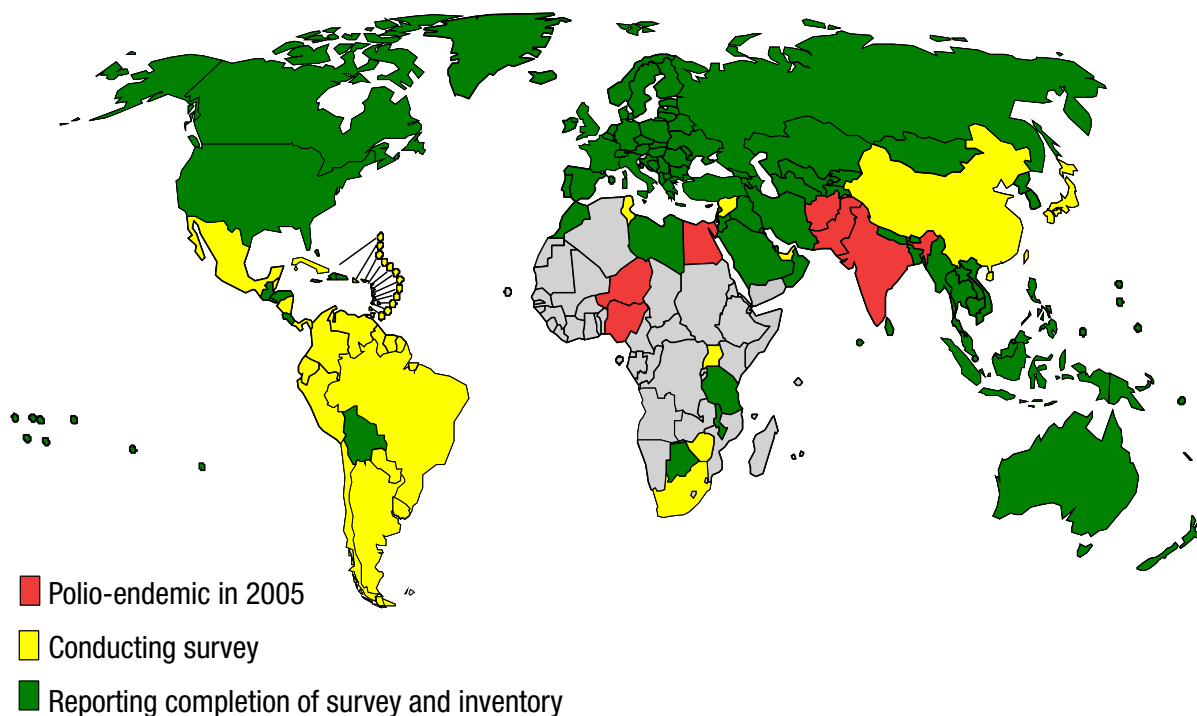 Polio-endemic in 2005
Conducting survey
Reporting completion of survey and inventory